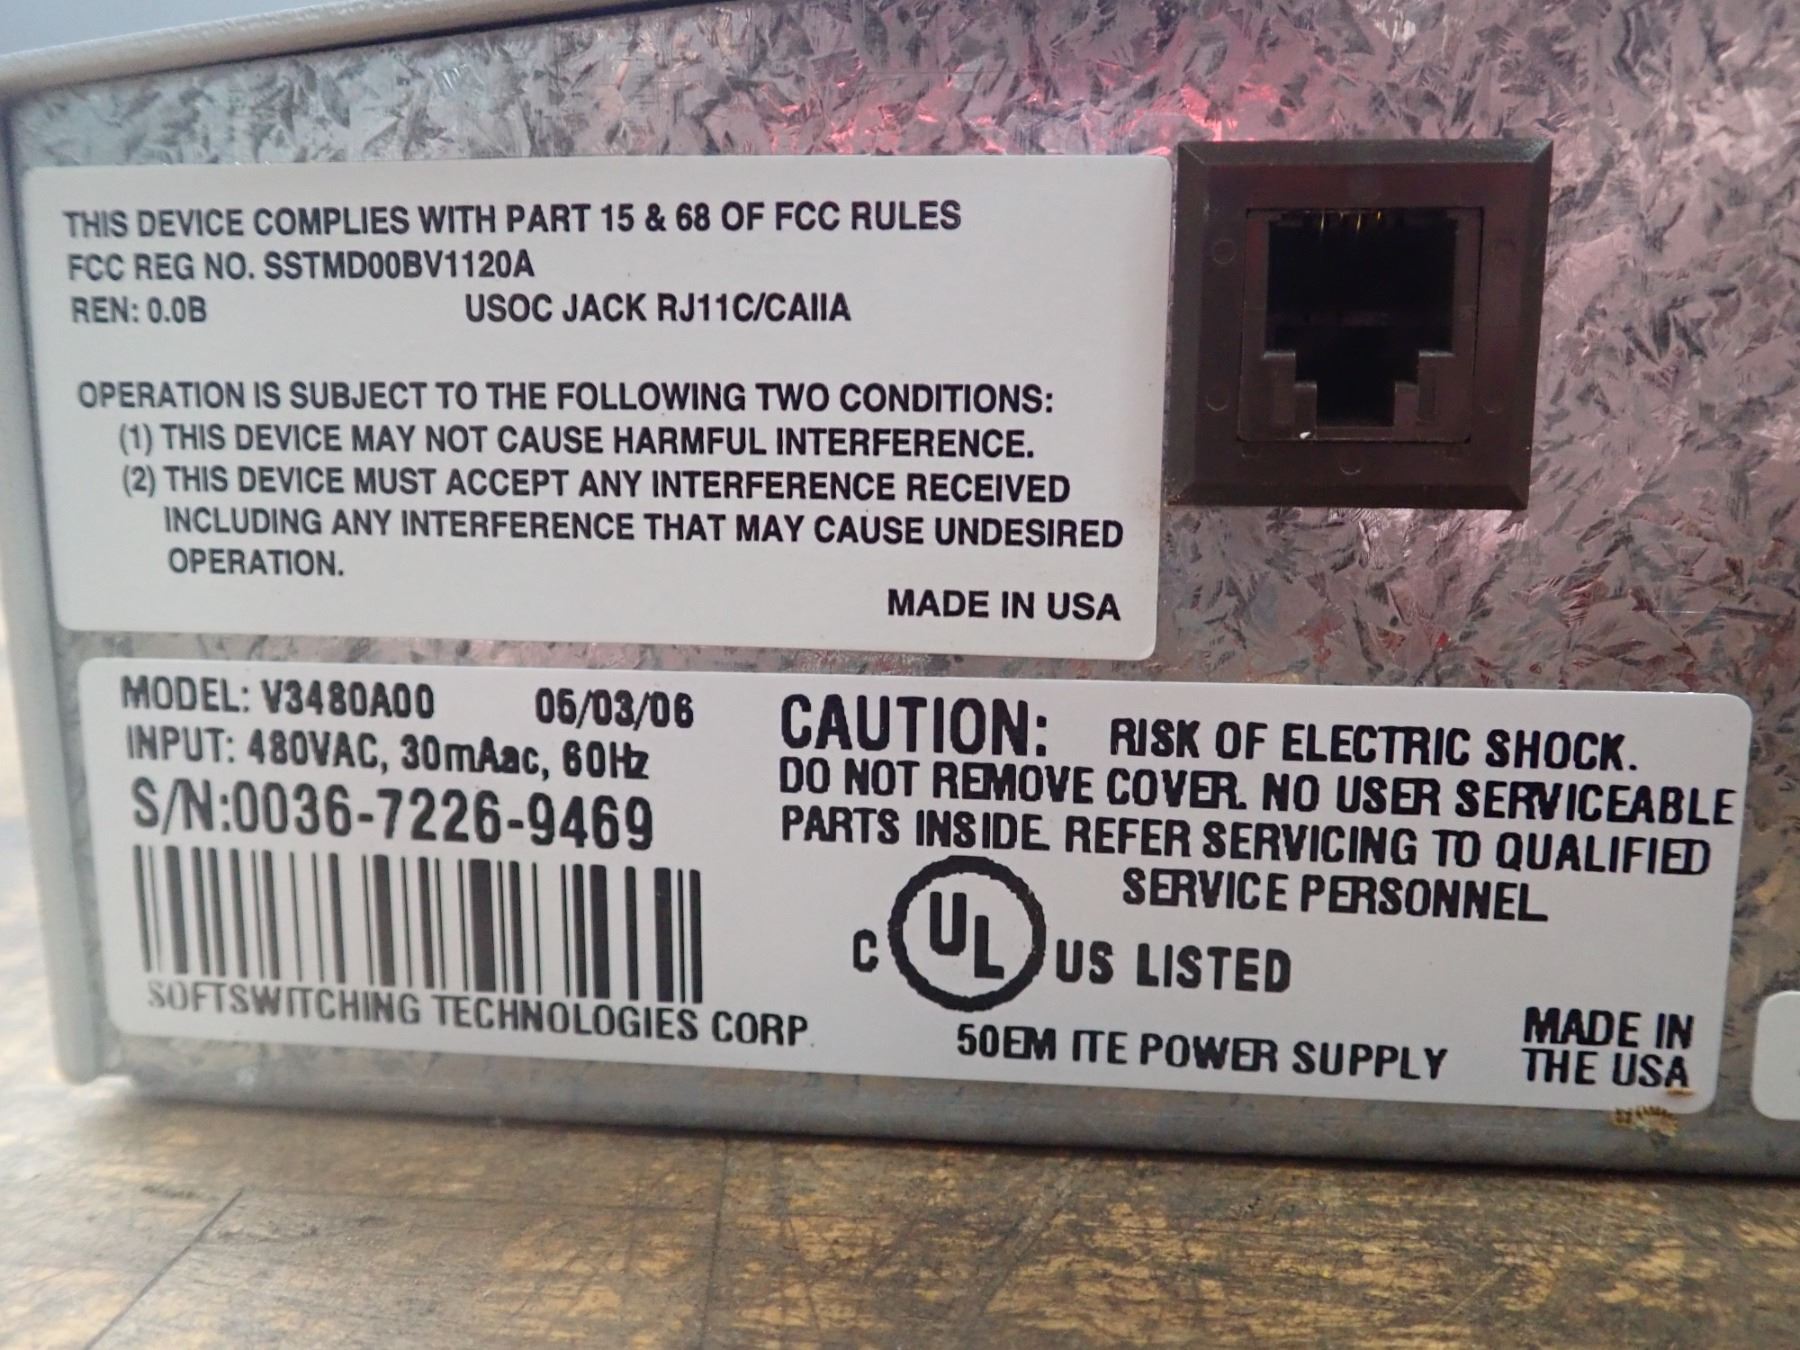 THIS DEVICE COMPLIES WITH PART 15 & 68 OF FCC RULES
FCC REG NO. SSTMD00BV1120A
REN: 0.0B USOC JACK RJ11C/CAIIA
OPERATION IS SUBJECT TO THE FOLLOWING TWO CONDITIONS:
(1) THIS DEVICE MAY NOT CAUSE HARMFUL INTERFERENCE.
(2) THIS DEVICE MUST ACCEPT ANY INTERFERENCE RECEIVED
INCLUDING ANY INTERFERENCE THAT MAY CAUSE UNDESIRED
OPERATION.
MADE IN USA
MODEL: V3480A00 05/03/06
INPUT: 480VAC, 30mAac, 60Hz
S/N:0036-7226-9469
SOFTSWITCHING TECHNOLOGIES CORP.
CAUTION: RISK OF ELECTRIC SHOCK.
DO NOT REMOVE COVER. NO USER SERVICEABLE
PARTS INSIDE. REFER SERVICING TO QUALIFIED
SERVICE PERSONNEL
C UL US LISTED
50EM ITE POWER SUPPLY
MADE IN
THE USA